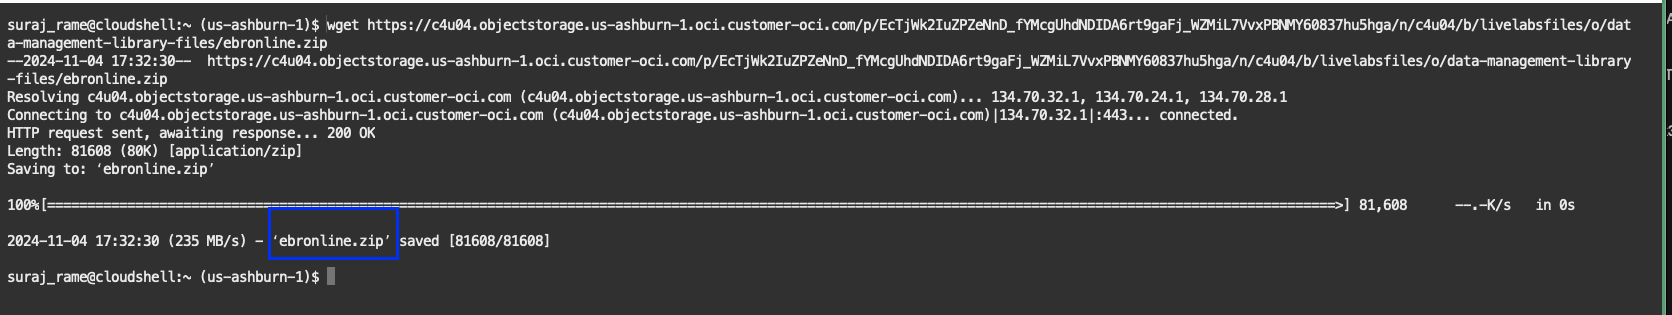 suraj_rame@cloudshell:~ (us-ashburn-1)$ wget https://c4u04.objectstorage.us-ashburn-1.oci.customer-oci.com/p/EcTjWk2IuZPZeNnD_fYMcgUhdNDIDA6rt9gaFj_WZMiL7VvxPBNMY60837hu5hga/n/c4u04/b/livelabsfiles/o/dat
a-management-library-files/ebronline.zip
--2024-11-04 17:32:30--  https://c4u04.objectstorage.us-ashburn-1.oci.customer-oci.com/p/EcTjWk2IuZPZeNnD_fYMcgUhdNDIDA6rt9gaFj_WZMiL7VvxPBNMY60837hu5hga/n/c4u04/b/livelabsfiles/o/data-management-library
-files/ebronline.zip
Resolving c4u04.objectstorage.us-ashburn-1.oci.customer-oci.com (c4u04.objectstorage.us-ashburn-1.oci.customer-oci.com)... 134.70.32.1, 134.70.24.1, 134.70.28.1
Connecting to c4u04.objectstorage.us-ashburn-1.oci.customer-oci.com (c4u04.objectstorage.us-ashburn-1.oci.customer-oci.com)|134.70.32.1|:443... connected.
HTTP request sent, awaiting response... 200 OK
Length: 81608 (80K) [application/zip]
Saving to: ‘ebronline.zip’
100%[=================================================================================================================================================================>] 81,608      --.-K/s   in 0s
2024-11-04 17:32:30 (235 MB/s) - ‘ebronline.zip’ saved [81608/81608]
suraj_rame@cloudshell:~ (us-ashburn-1)$